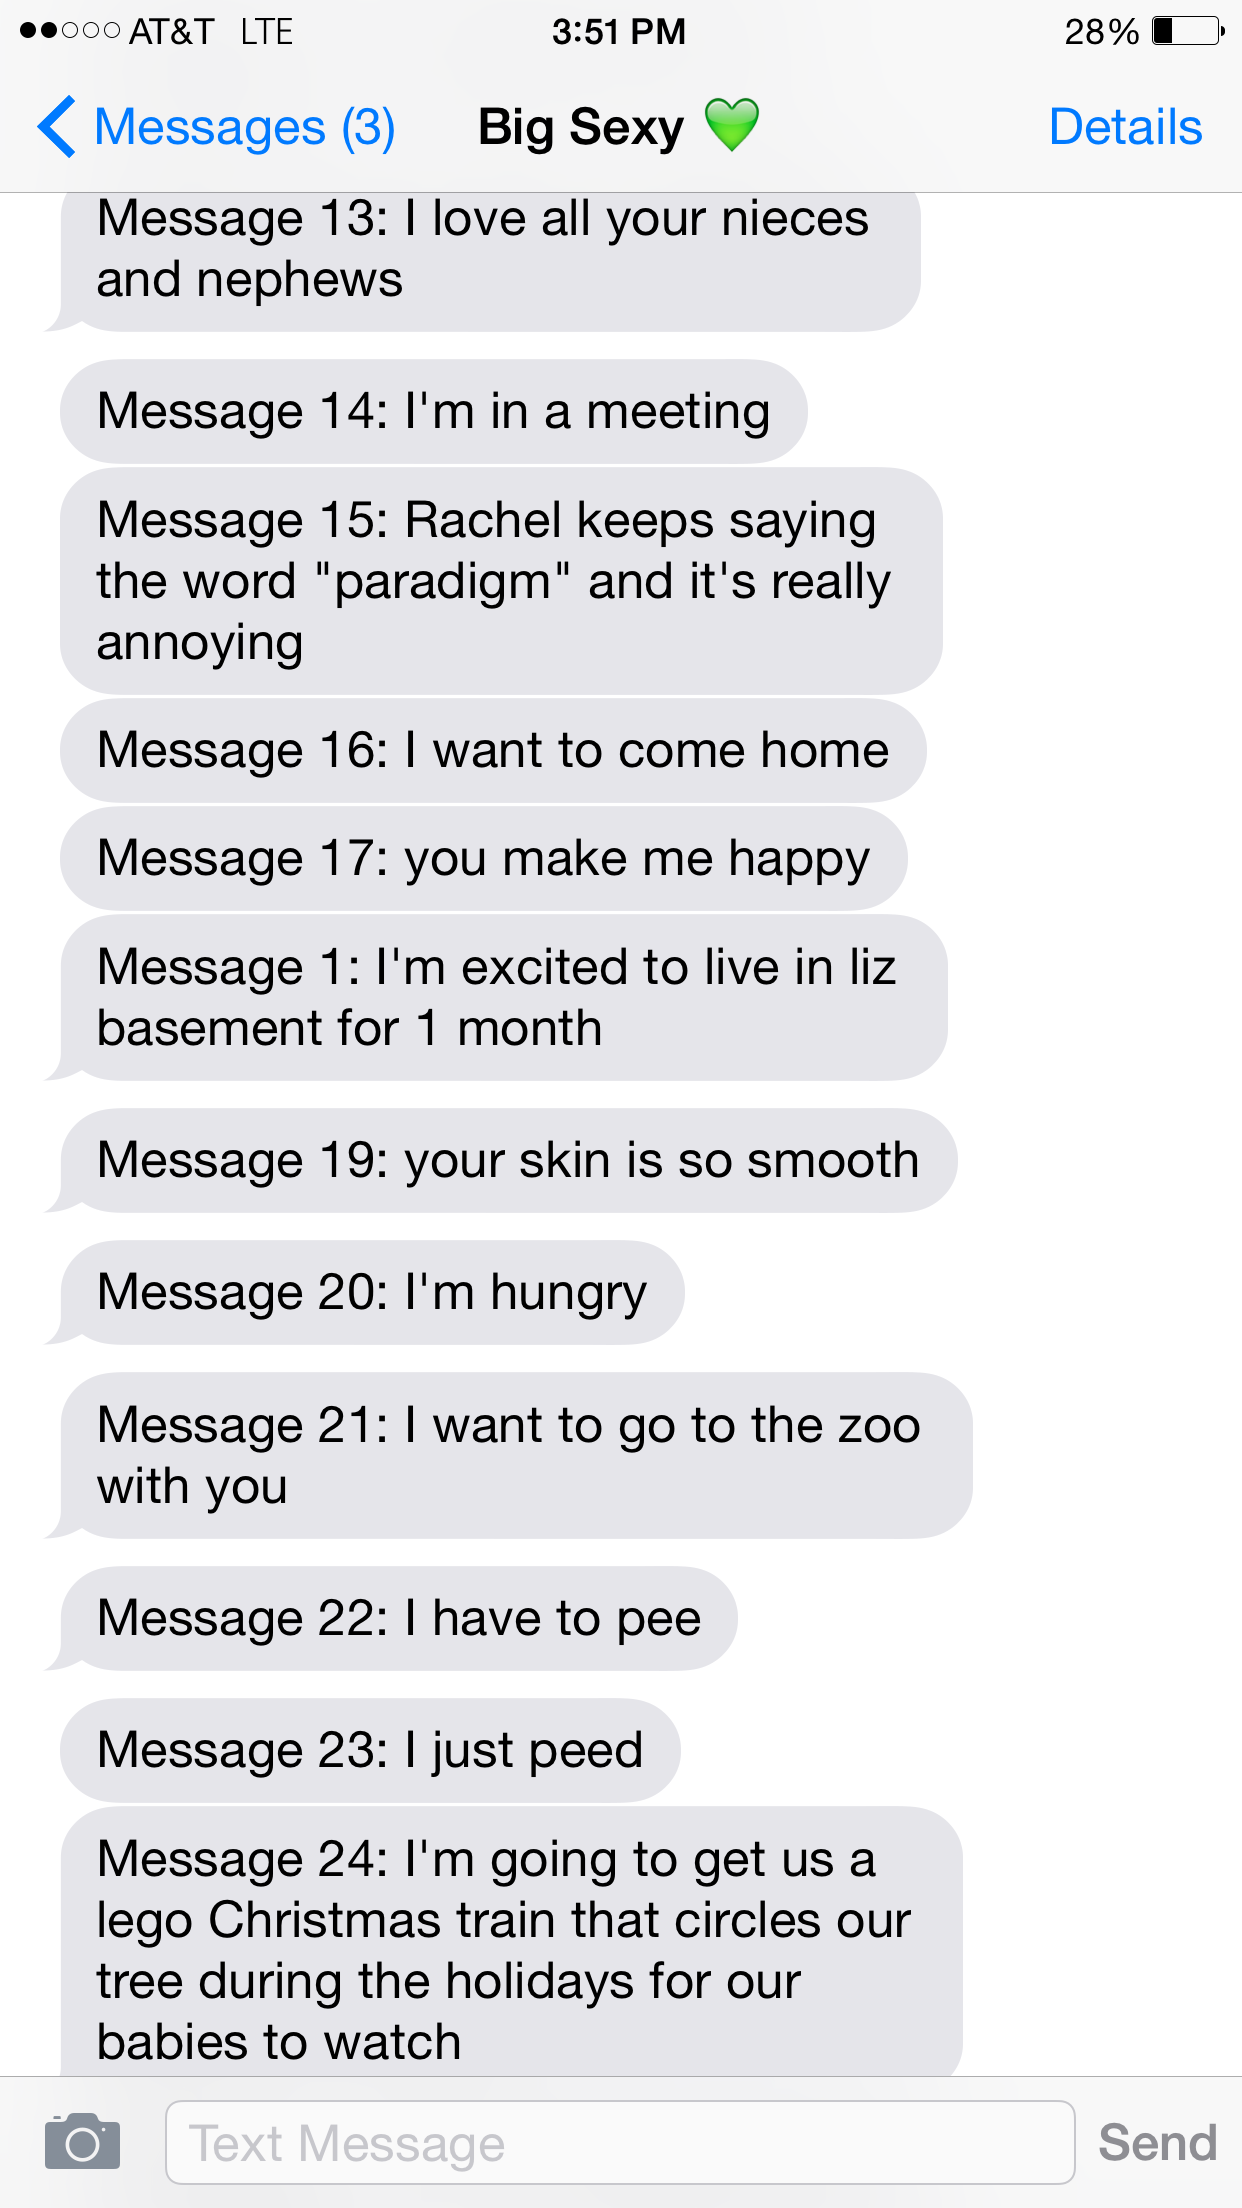 AT&T LTE 3:51 PM 28%
Messages (3) Big Sexy 💚 Details
Message 13: I love all your nieces
and nephews
Message 14: I'm in a meeting
Message 15: Rachel keeps saying
the word "paradigm" and it's really
annoying
Message 16: I want to come home
Message 17: you make me happy
Message 1: I'm excited to live in liz
basement for 1 month
Message 19: your skin is so smooth
Message 20: I'm hungry
Message 21: I want to go to the zoo
with you
Message 22: I have to pee
Message 23: I just peed
Message 24: I'm going to get us a
lego Christmas train that circles our
tree during the holidays for our
babies to watch
Text Message Send